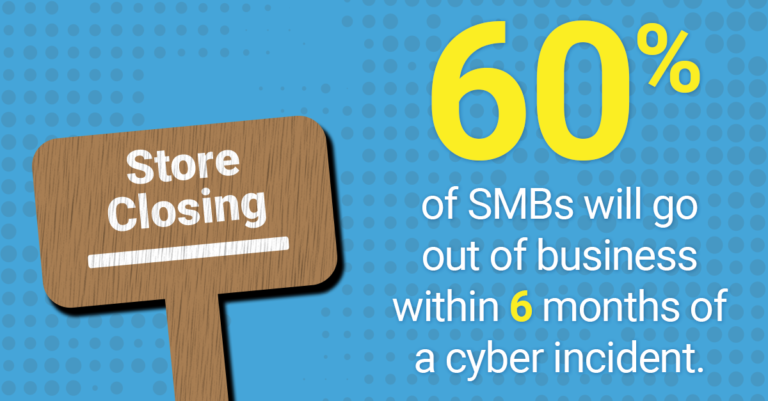 Store
Closing
60%
of SMBs will go
out of business
within 6 months of
a cyber incident.